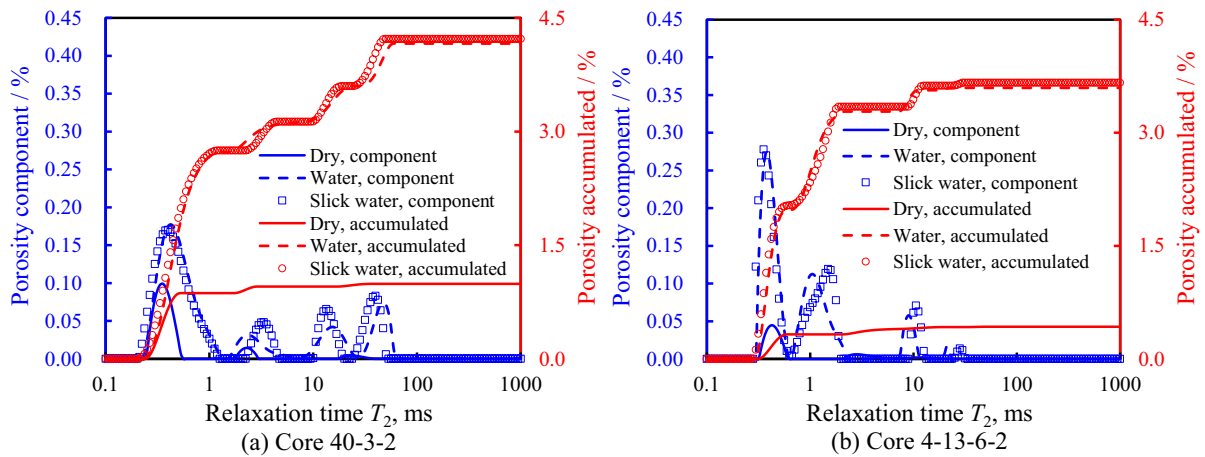 0.45
0.40
0.35
0.30
0.25
0.20
0.15
0.10
0.05
0.00
Porosity component / %
4.5
3.0
1.5
0.0
Porosity accumulated / %
Dry, component
Water, component
Slick water, component
Dry, accumulated
Water, accumulated
Slick water, accumulated
0.1 1 10 100 1000
Relaxation time T2, ms
(a) Core 40-3-2
0.45
0.40
0.35
0.30
0.25
0.20
0.15
0.10
0.05
0.00
Porosity component / %
4.5
3.0
1.5
0.0
Porosity accumulated / %
Dry, component
Water, component
Slick water, component
Dry, accumulated
Water, accumulated
Slick water, accumulated
0.1 1 10 100 1000
Relaxation time T2, ms
(b) Core 4-13-6-2